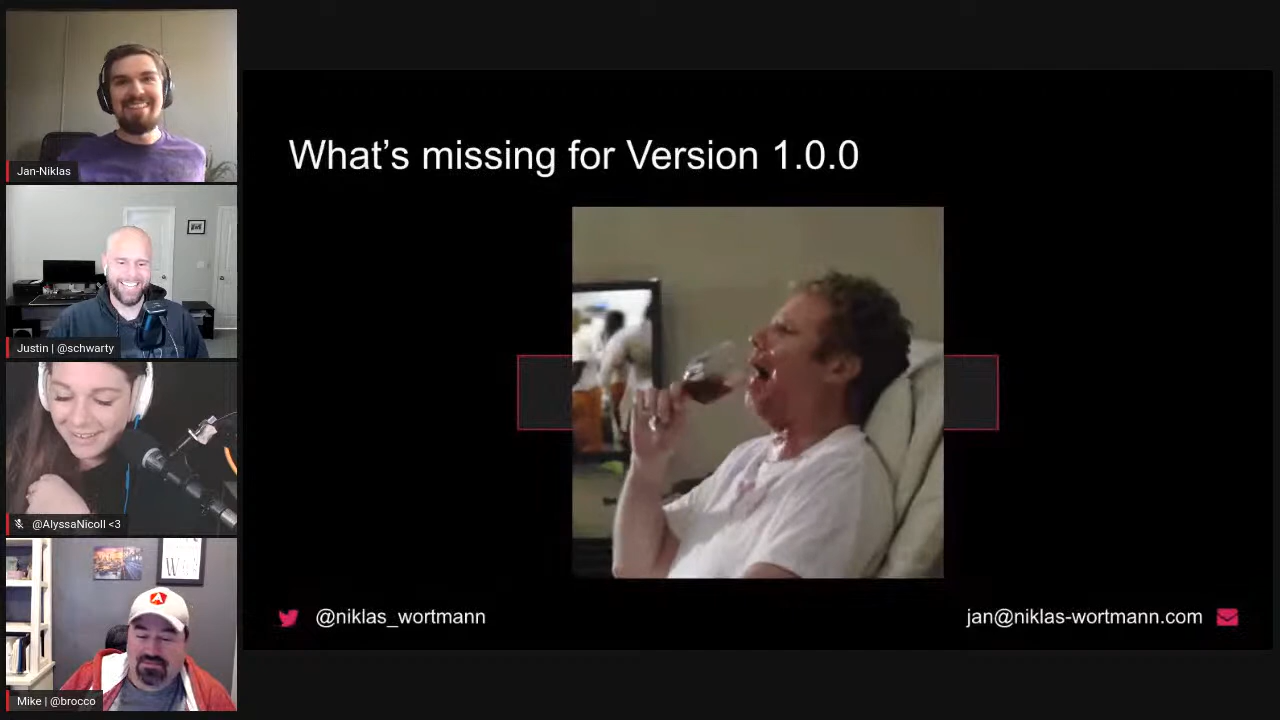 Jan-Niklas
Justin | @schwarty
@AlyssaNicoll <3
Mike | @brocco
What's missing for Version 1.0.0
@niklas_wortmann
jan@niklas-wortmann.com